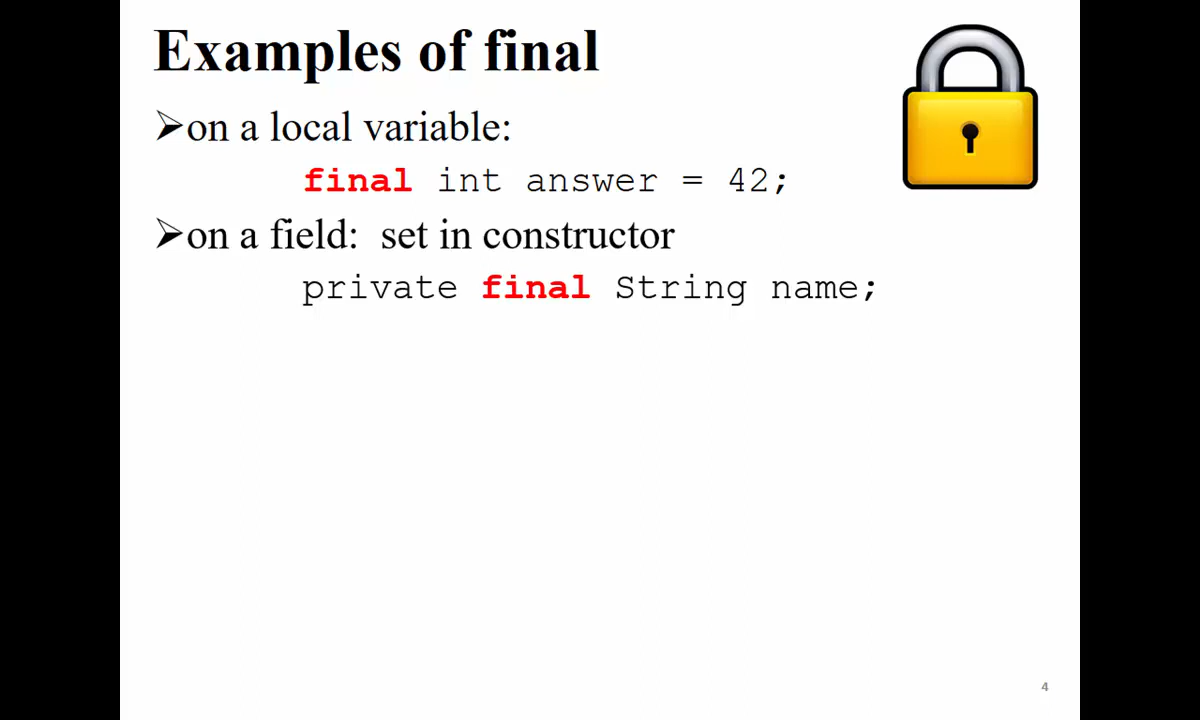 Examples of final
➢on a local variable:
final int answer = 42;
➢on a field: set in constructor
private final String name;
4